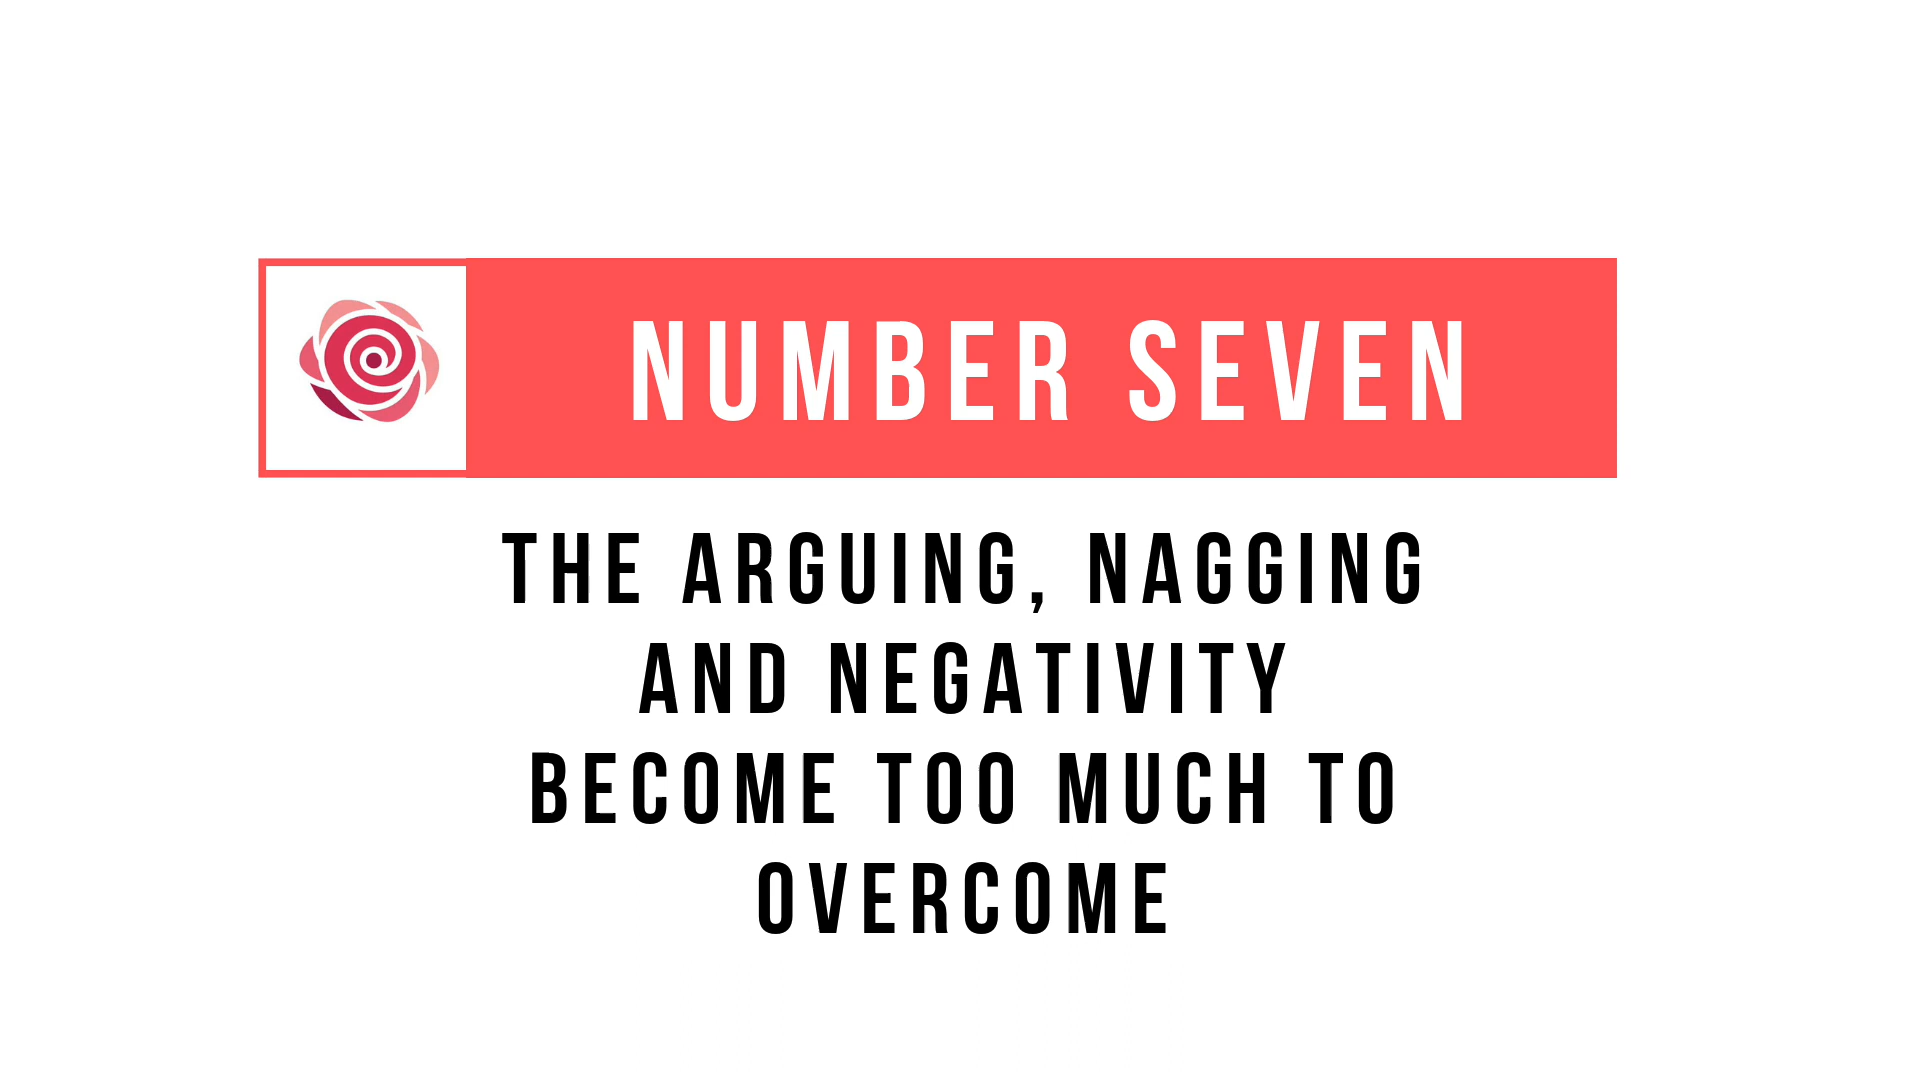 NUMBER SEVEN
THE ARGUING, NAGGING
AND NEGATIVITY
BECOME TOO MUCH TO
OVERCOME